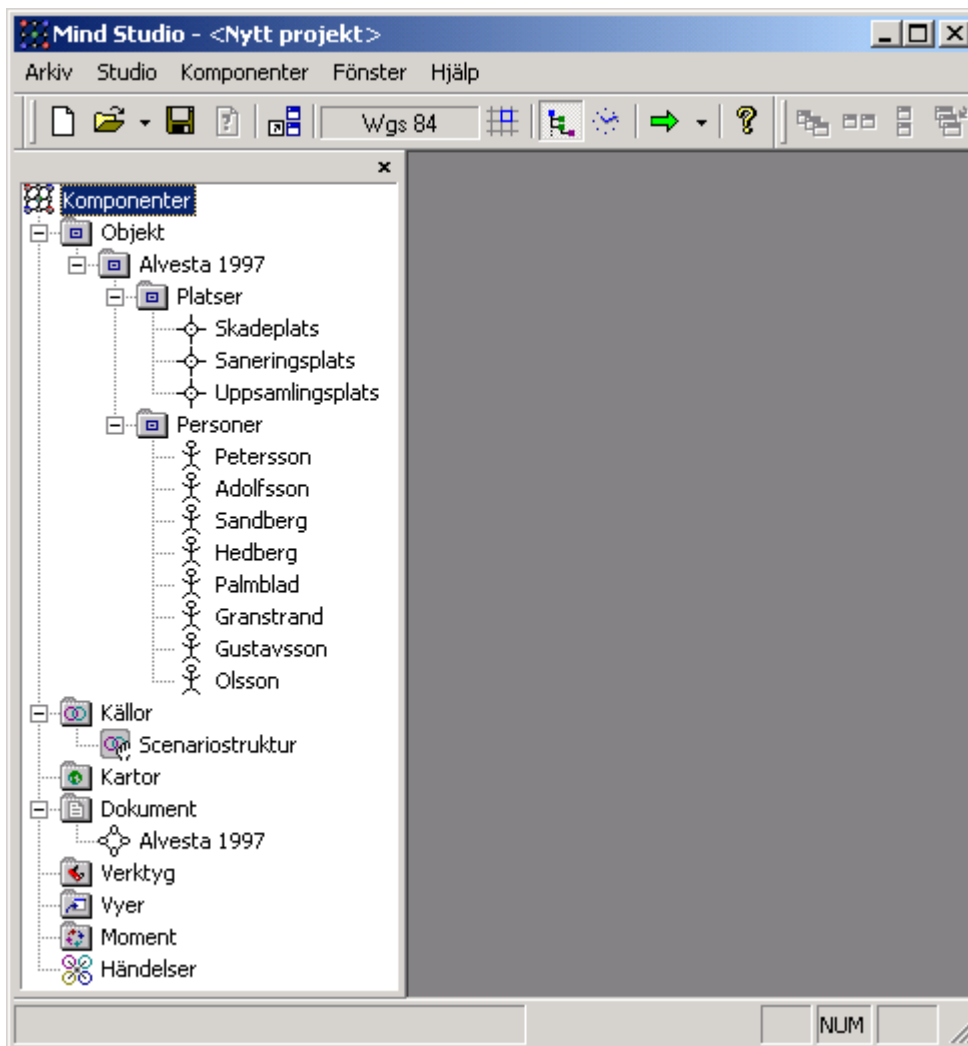 Mind Studio - <Nytt projekt>
Arkiv Studio Komponenter Fönster Hjälp
Wgs 84
Komponenter
Objekt
Alvesta 1997
Platser
Skadeplats
Saneringsplats
Uppsamlingsplats
Personer
Petersson
Adolfsson
Sandberg
Hedberg
Palmblad
Granstrand
Gustavsson
Olsson
Källor
Scenariostruktur
Kartor
Dokument
Alvesta 1997
Verktyg
Vyer
Moment
Händelser
NUM